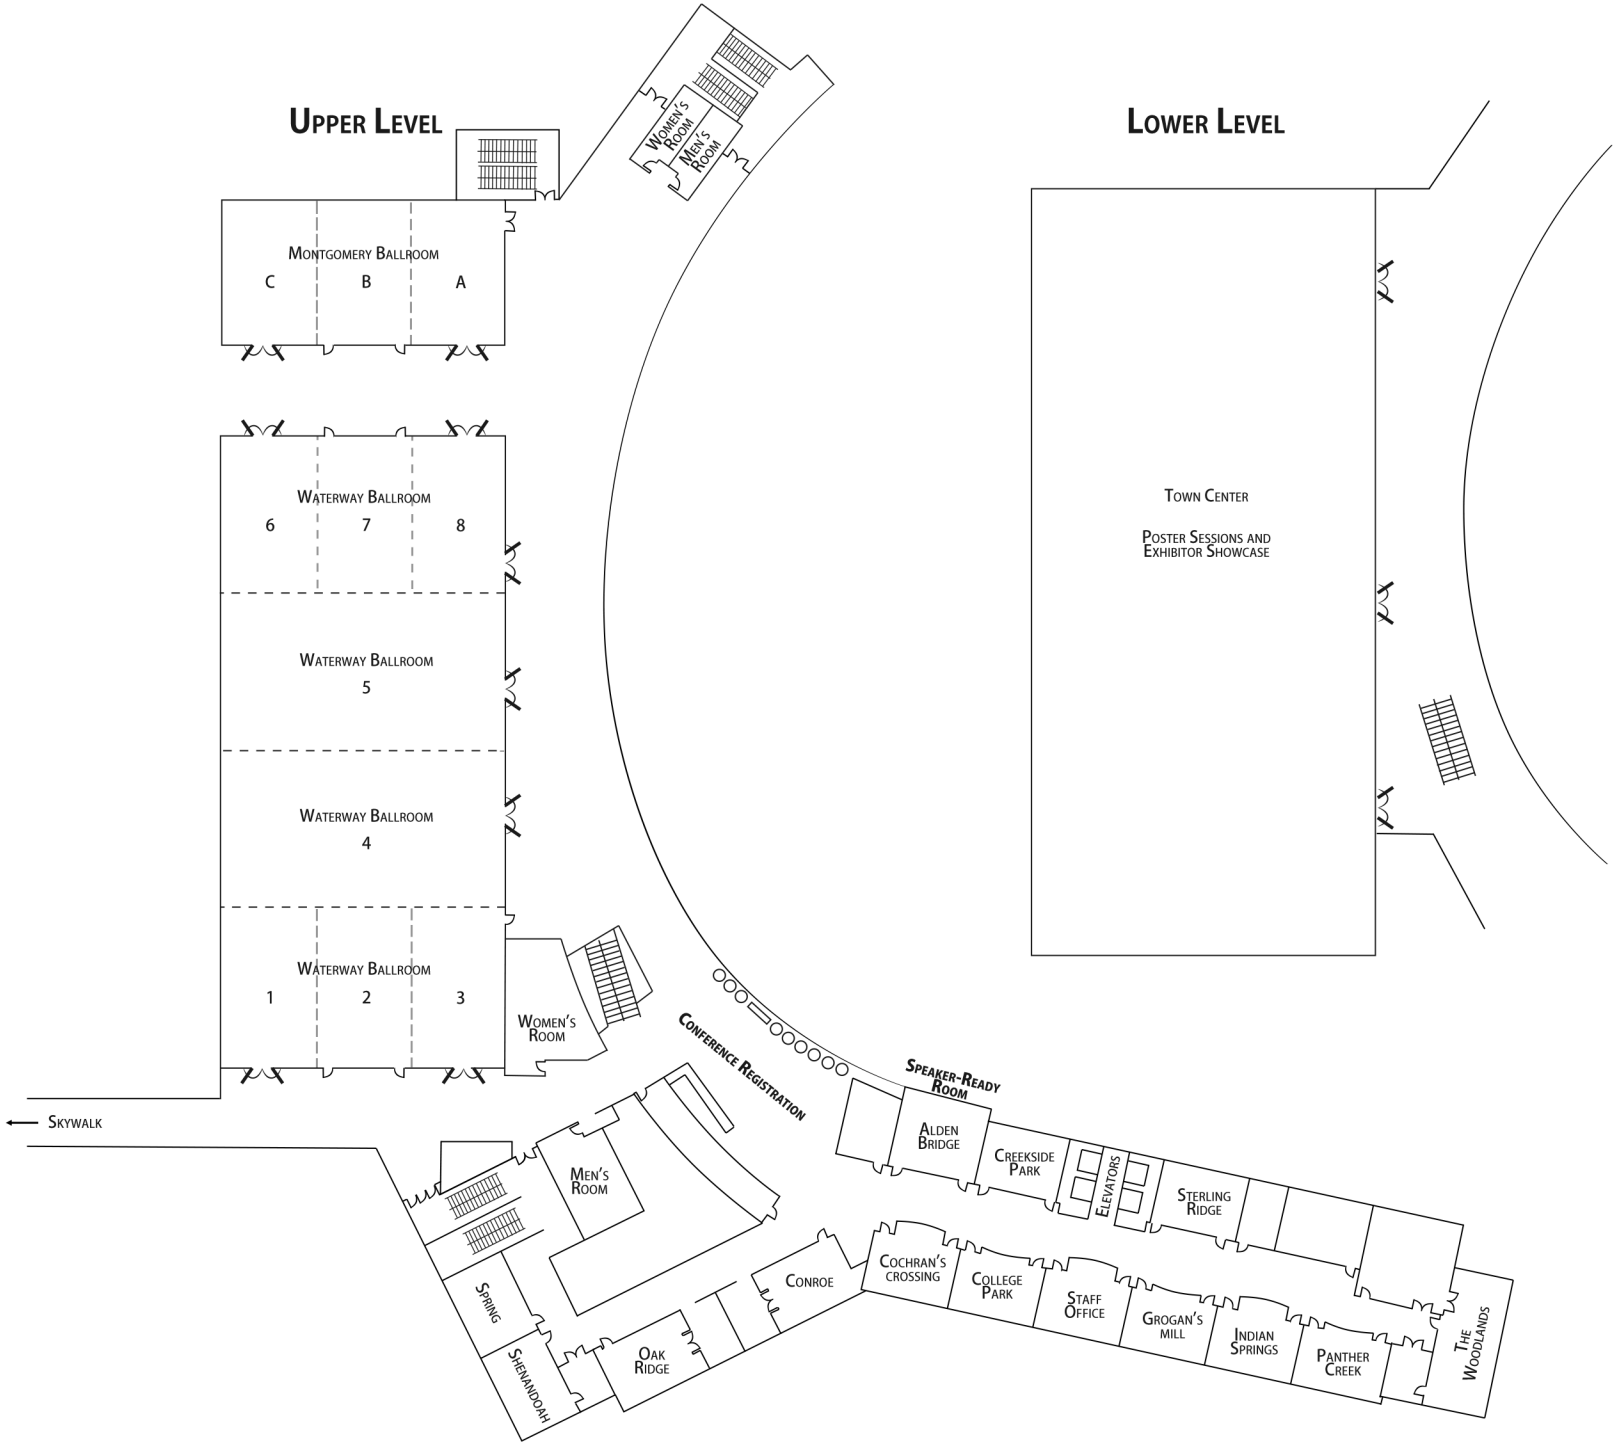 Upper Level
Lower Level
Women's
Room
Men's
Room
Montgomery Ballroom
C
B
A
Waterway Ballroom
6
7
8
Town Center
Poster Sessions and
Exhibitor Showcase
Waterway Ballroom
5
Waterway Ballroom
4
Waterway Ballroom
1
2
3
Women's
Room
Conference Registration
Speaker-Ready
Room
Skywalk
Alden
Bridge
Creekside
Park
Elevators
Sterling
Ridge
Men's
Room
Cochran's
Crossing
College
Park
Staff
Office
Grogan's
Mill
Indian
Springs
Panther
Creek
The
Woodlands
Conroe
Spring
Oak
Ridge
Shenandoah